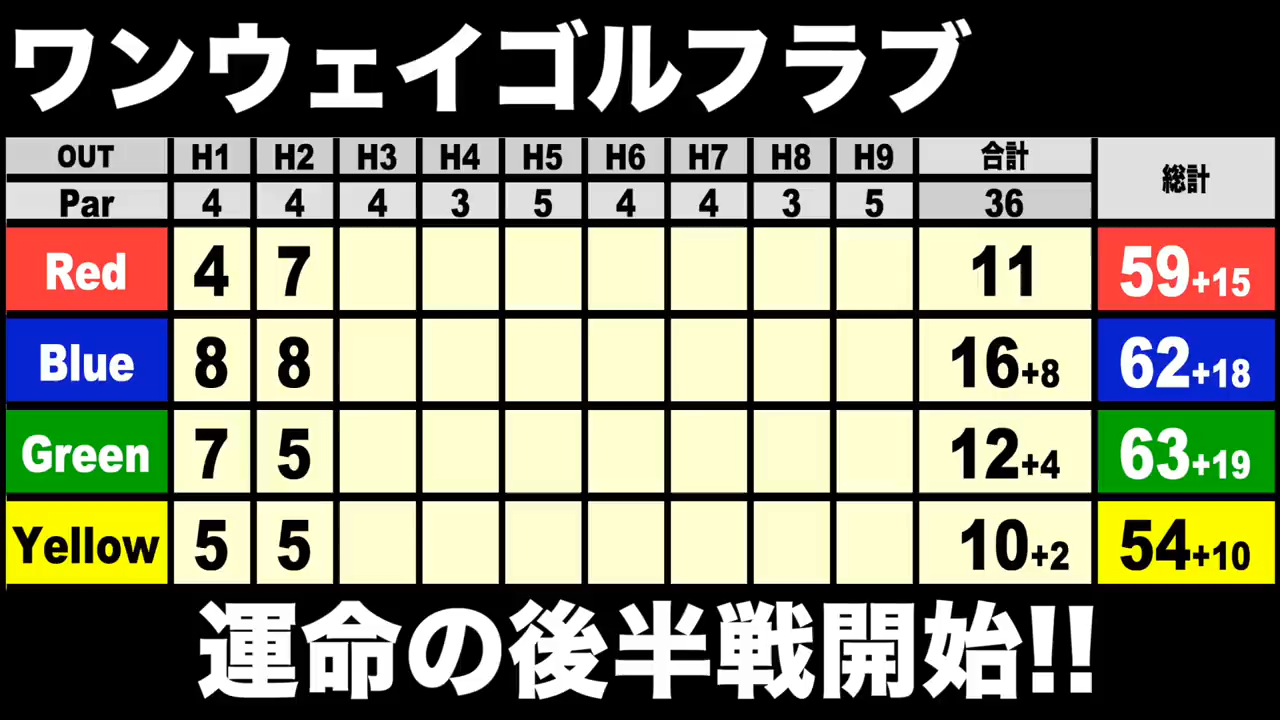 ワンウェイゴルフラブ
OUT H1 H2 H3 H4 H5 H6 H7 H8 H9 合計 総計
Par 4 4 4 3 5 4 4 3 5 36
Red 4 7 11 59+15
Blue 8 8 16+8 62+18
Green 7 5 12+4 63+19
Yellow 5 5 10+2 54+10
運命の後半戦開始!!